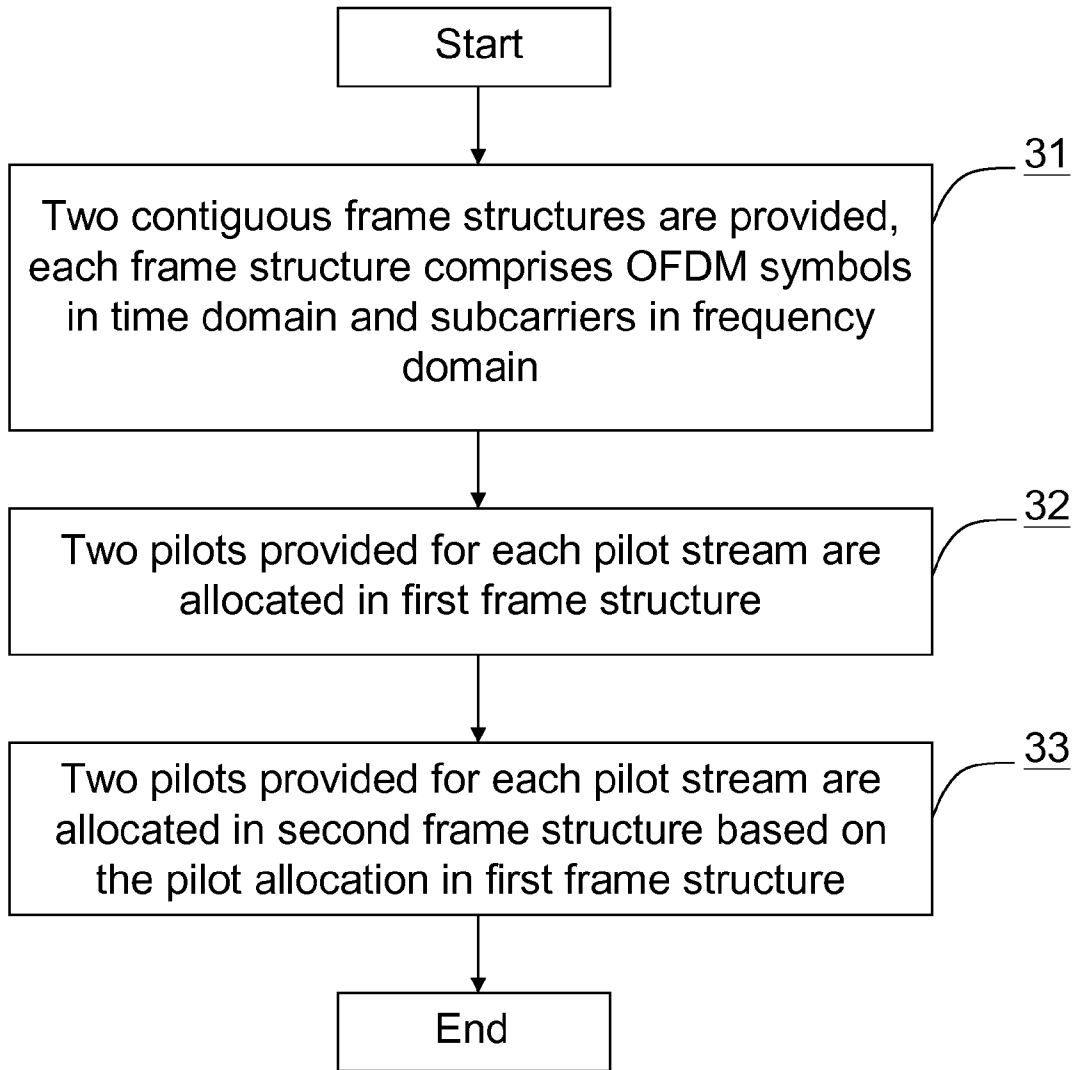 Start
31
Two contiguous frame structures are provided,
each frame structure comprises OFDM symbols
in time domain and subcarriers in frequency
domain
32
Two pilots provided for each pilot stream are
allocated in first frame structure
33
Two pilots provided for each pilot stream are
allocated in second frame structure based on
the pilot allocation in first frame structure
End